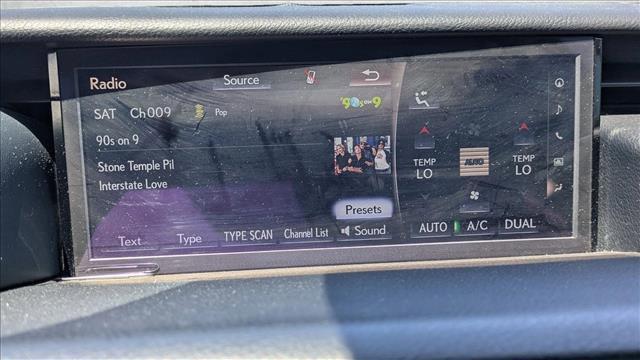 Radio
Source
SAT Ch009 Pop
90s on 9
90s on 9
Stone Temple Pil
Interstate Love
Presets
Text
Type
TYPE SCAN
Channel List
Sound
TEMP
LO
AUTO
TEMP
LO
AUTO
A/C
DUAL